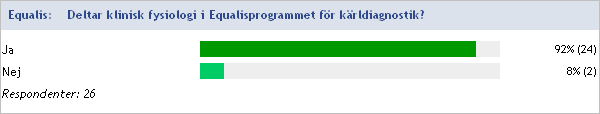 Equalis: Deltar klinisk fysiologi i Equalisprogrammet för kärldiagnostik?
Ja 92% (24)
Nej 8% (2)
Respondenter: 26